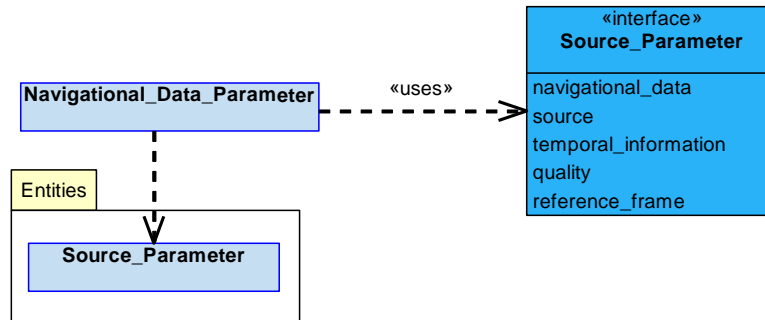 «interface»
Source_Parameter
Navigational_Data_Parameter
«uses»
navigational_data
source
temporal_information
quality
reference_frame
Entities
Source_Parameter